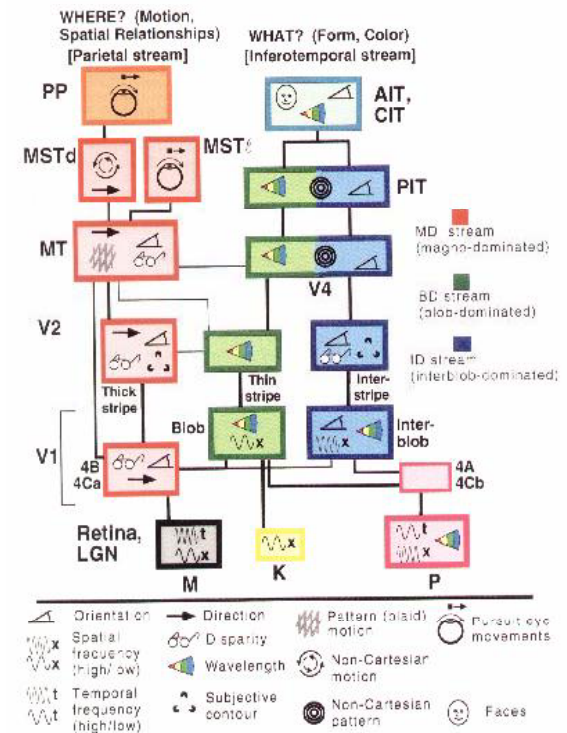 WHERE? (Motion,
Spatial Relationships)
[Parietal stream]
WHAT? (Form, Color)
[Inferotemporal stream]
PP
AIT,
CIT
MSTd
MSTℓ
PIT
MT
MD stream
(magno-dominated)
V4
BD stream
(blob-dominated)
V2
ID stream
(interblob-dominated)
Thick
stripe
Thin
stripe
Inter-
stripe
Blob
Inter-
blob
x
x
V1
4B
4Ca
4A
4Cb
Retina,
LGN
t
x
x
t
x
M
K
P
Orientation
Direction
Pattern (plaid)
motion
Pursuit eye
movements
x
x
Spatial
frequency
(high/low)
Disparity
Wavelength
Non-Cartesian
motion
t
t
Temporal
frequency
(high/low)
Subjective
contour
Non-Cartesian
pattern
Faces